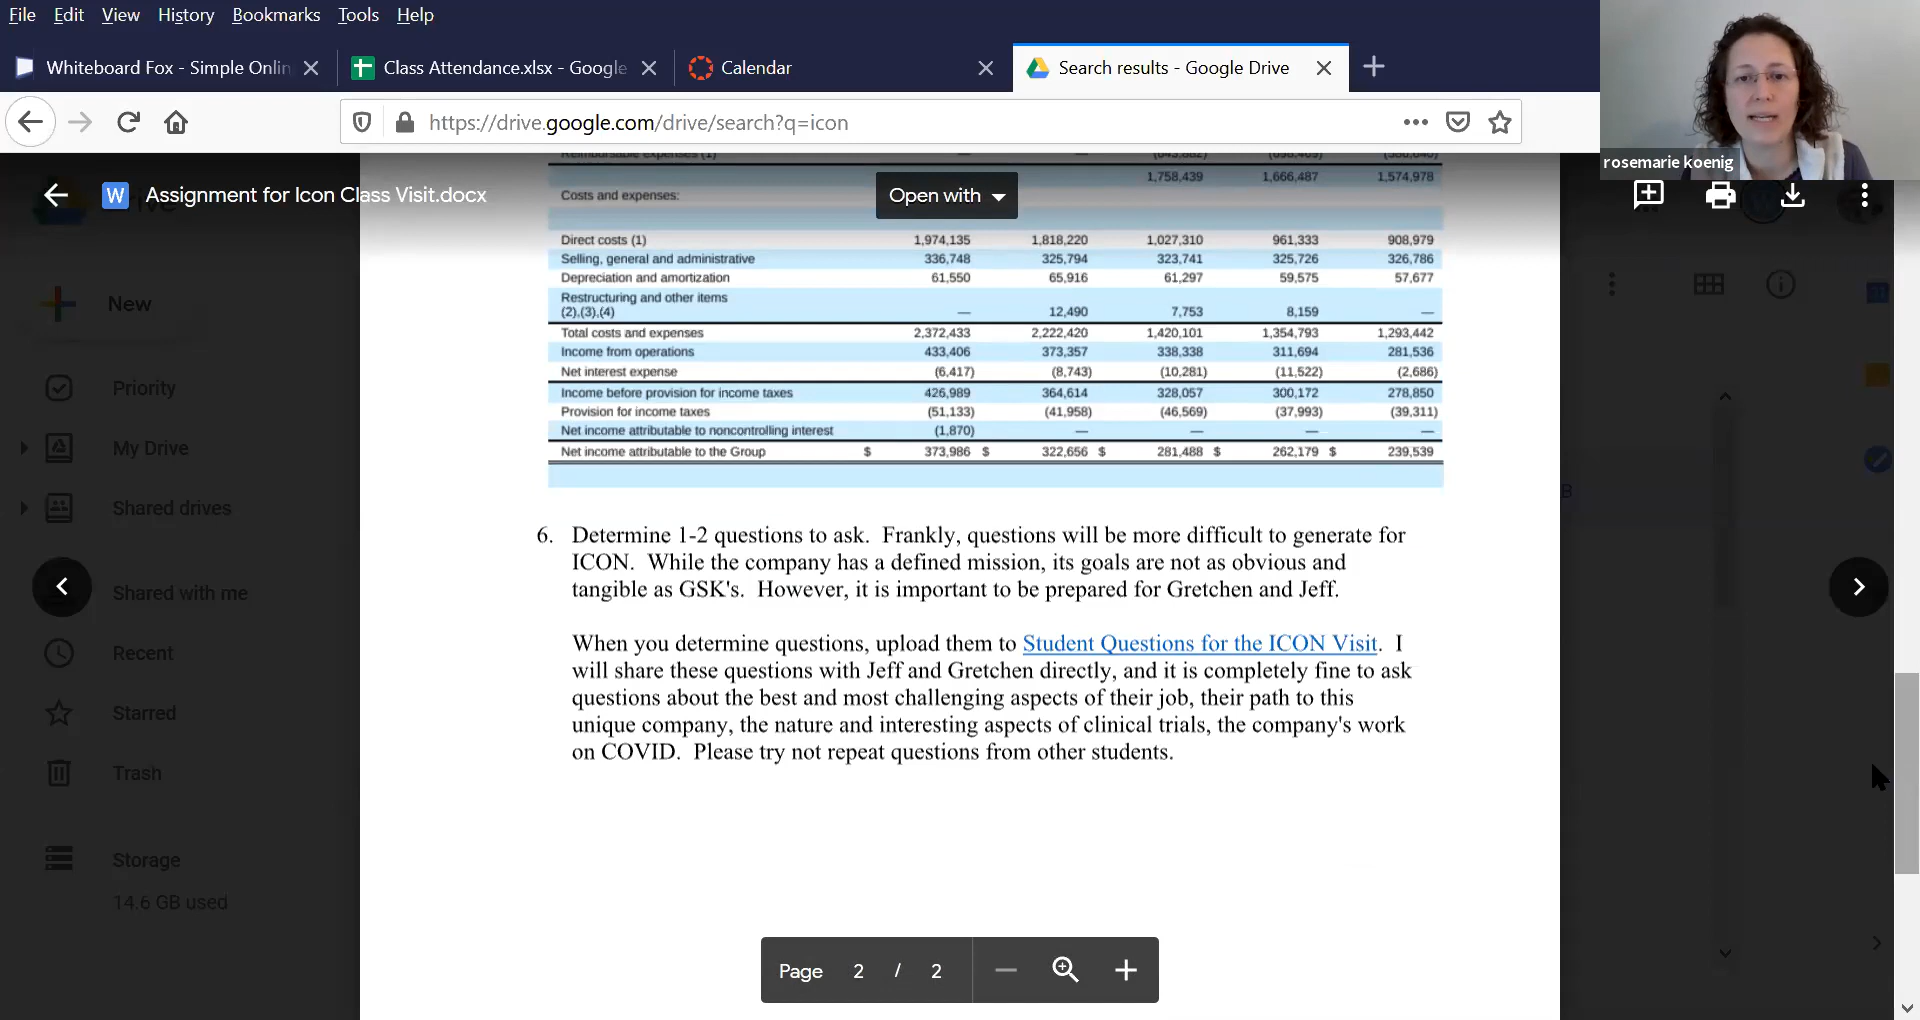 File Edit View History Bookmarks Tools Help
Whiteboard Fox - Simple Onlin
Class Attendance.xlsx - Google
Calendar
Search results - Google Drive
https://drive.google.com/drive/search?q=icon
rosemarie koenig
Reimbursable expenses (1) — —
1,758,439 1,666,487 1,574,978
W Assignment for Icon Class Visit.docx
Open with
Costs and expenses:
Direct costs (1) 1,974,135 1,818,220 1,027,310 961,333 908,979
Selling, general and administrative 336,748 325,794 323,741 325,726 326,786
Depreciation and amortization 61,550 65,916 61,297 59,575 57,677
Restructuring and other items
(2),(3),(4) — 12,490 7,753 8,159 —
Total costs and expenses 2,372,433 2,222,420 1,420,101 1,354,793 1,293,442
Income from operations 433,406 373,357 338,338 311,694 281,536
Net interest expense (6,417) (8,743) (10,281) (11,522) (2,686)
Income before provision for income taxes 426,989 364,614 328,057 300,172 278,850
Provision for income taxes (51,133) (41,958) (46,569) (37,993) (39,311)
Net income attributable to noncontrolling interest (1,870) — — — —
Net income attributable to the Group $ 373,986 $ 322,656 $ 281,488 $ 262,179 $ 239,539
New
Priority
My Drive
Shared drives
Shared with me
Recent
Starred
Trash
Storage
14.6 GB used
6. Determine 1-2 questions to ask. Frankly, questions will be more difficult to generate for
ICON. While the company has a defined mission, its goals are not as obvious and
tangible as GSK's. However, it is important to be prepared for Gretchen and Jeff.
When you determine questions, upload them to Student Questions for the ICON Visit. I
will share these questions with Jeff and Gretchen directly, and it is completely fine to ask
questions about the best and most challenging aspects of their job, their path to this
unique company, the nature and interesting aspects of clinical trials, the company's work
on COVID. Please try not repeat questions from other students.
Page 2 / 2